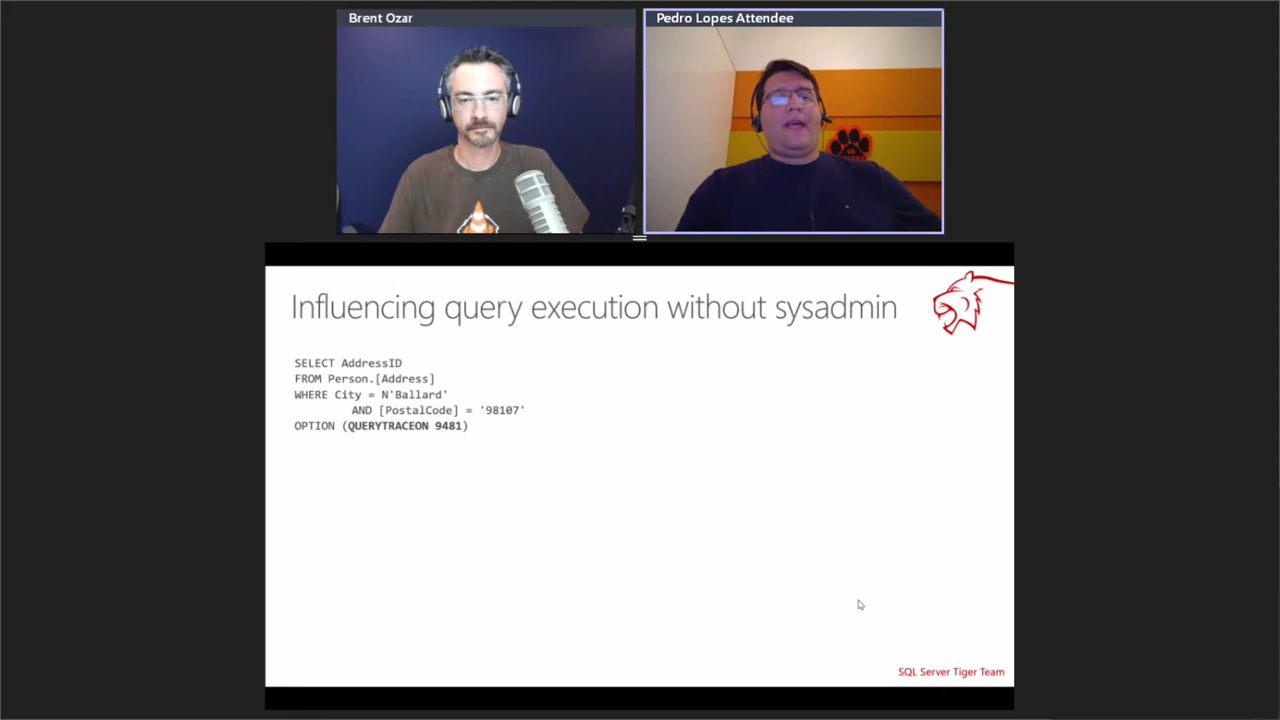 Brent Ozar
Pedro Lopes Attendee
Influencing query execution without sysadmin
SELECT AddressID
FROM Person.[Address]
WHERE City = N'Ballard'
AND [PostalCode] = '98107'
OPTION (QUERYTRACEON 9481)
SQL Server Tiger Team